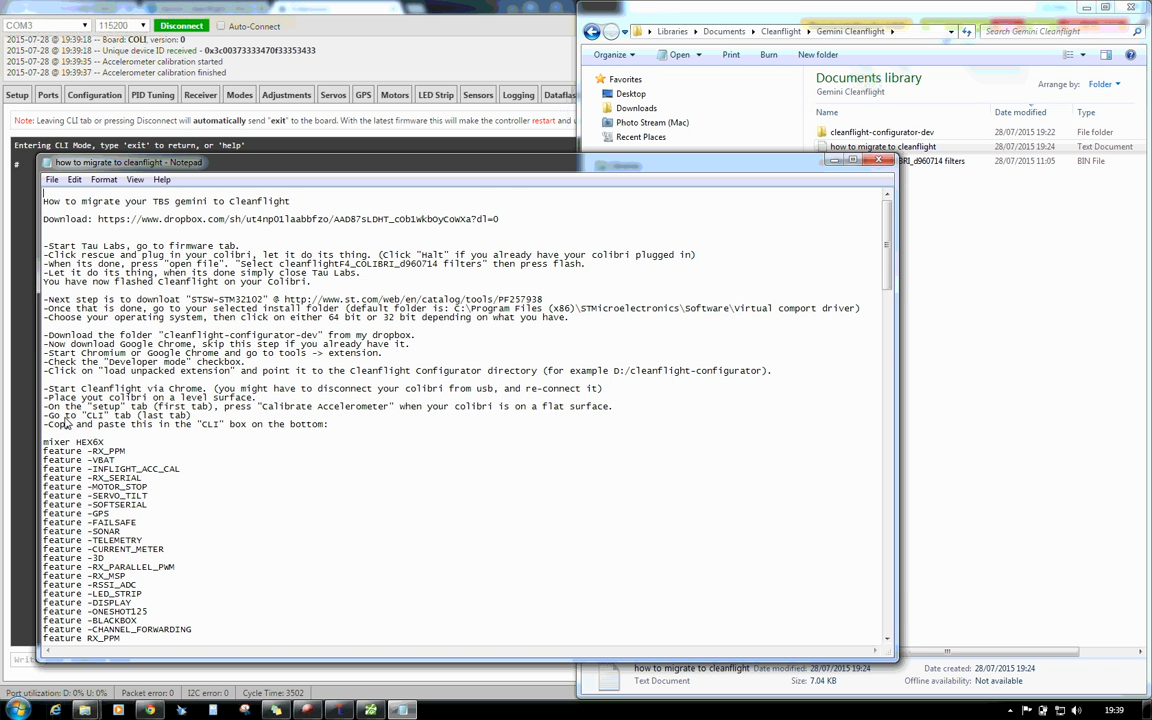 COM3
115200
Disconnect
Auto-Connect
2015-07-28 @ 19:39:18 -- Board: COLI, version: 0
2015-07-28 @ 19:39:18 -- Unique device ID received - 0x3c00373333470f33353433
2015-07-28 @ 19:39:35 -- Accelerometer calibration started
2015-07-28 @ 19:39:37 -- Accelerometer calibration finished
Setup Ports Configuration PID Tuning Receiver Modes Adjustments Servos GPS Motors LED Strip Sensors Logging Dataflas
Note: Leaving CLI tab or pressing Disconnect will automatically send 'exit' to the board. With the latest firmware this will make the controller restart and u
Entering CLI Mode, type 'exit' to return, or 'help'
#
Libraries Documents Cleanflight Gemini Cleanflight
Search Gemini Cleanflight
Organize Open Print Burn New folder
Favorites
Desktop
Downloads
Photo Stream (Mac)
Recent Places
Documents library
Gemini Cleanflight
Arrange by: Folder
Name Date modified Type
cleanflight-configurator-dev 28/07/2015 19:22 File folder
how to migrate to cleanflight 28/07/2015 19:24 Text Document
BRI_d960714 filters 28/07/2015 11:05 BIN File
how to migrate to cleanflight - Notepad
File Edit Format View Help
How to migrate your TBS gemini to Cleanflight
Download: https://www.dropbox.com/sh/ut4np01laabbfzo/AAD87sLDHT_cOb1WkbOyCoWXa?dl=0
-Start Tau Labs, go to firmware tab.
-Click rescue and plug in your colibri, let it do its thing. (Click "Halt" if you already have your colibri plugged in)
-When its done, press "open file". "Select cleanflightF4_COLIBRI_d960714 filters" then press flash.
-Let it do its thing, when its done simply close Tau Labs.
You have now flashed Cleanflight on your Colibri.
-Next step is to downloat "STSW-STM32102" @ http://www.st.com/web/en/catalog/tools/PF257938
-Once that is done, go to your selected install folder (default folder is: C:\Program Files (x86)\STMicroelectronics\Software\Virtual comport driver)
-Choose your operating system, then click on either 64 bit or 32 bit depending on what you have.
-Download the folder "cleanflight-configurator-dev" from my dropbox.
-Now download Google Chrome, skip this step if you already have it.
-Start Chromium or Google Chrome and go to tools -> extension.
-Check the "Developer mode" checkbox.
-Click on "load unpacked extension" and point it to the Cleanflight Configurator directory (for example D:/cleanflight-configurator).
-Start Cleanflight via Chrome. (you might have to disconnect your colibri from usb, and re-connect it)
-Place yout colibri on a level surface.
-On the "setup" tab (first tab), press "Calibrate Accelerometer" when your colibri is on a flat surface.
-Go to "CLI" tab (last tab)
-Copy and paste this in the "CLI" box on the bottom:
mixer HEX6X
feature -RX_PPM
feature -VBAT
feature -INFLIGHT_ACC_CAL
feature -RX_SERIAL
feature -MOTOR_STOP
feature -SERVO_TILT
feature -SOFTSERIAL
feature -GPS
feature -FAILSAFE
feature -SONAR
feature -TELEMETRY
feature -CURRENT_METER
feature -3D
feature -RX_PARALLEL_PWM
feature -RX_MSP
feature -RSSI_ADC
feature -LED_STRIP
feature -DISPLAY
feature -ONESHOT125
feature -BLACKBOX
feature -CHANNEL_FORWARDING
feature RX_PPM
how to migrate to cleanflight Date modified: 28/07/2015 19:24 Date created: 28/07/2015 19:24
Text Document Size: 7.04 KB Offline availability: Not available
Port utilization: D: 0% U: 0% Packet error: 0 I2C error: 0 Cycle Time: 3502
19:39